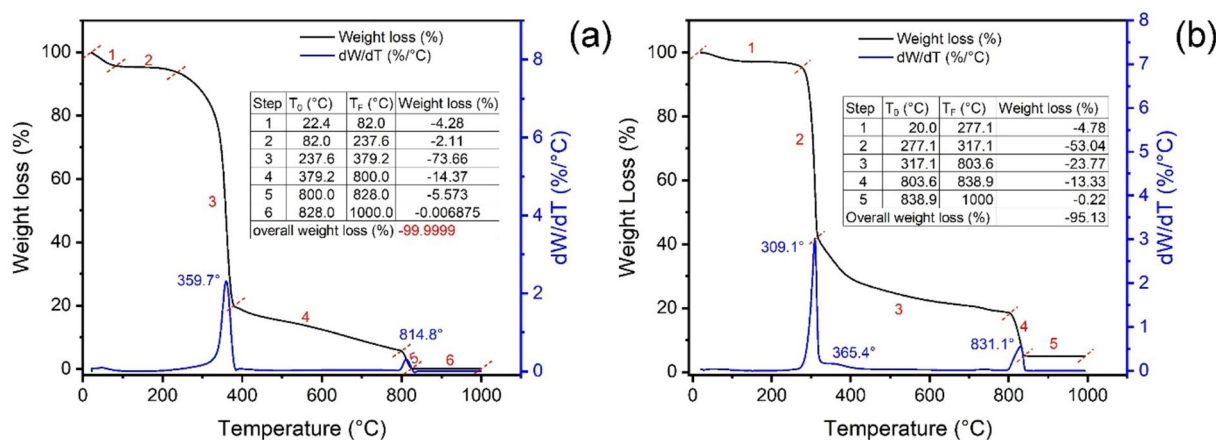 (a)
Weight loss (%)
dW/dT (%/°C)
1 2
Step T₀ (°C) T_F (°C) Weight loss (%)
1 22.4 82.0 -4.28
2 82.0 237.6 -2.11
3 237.6 379.2 -73.66
4 379.2 800.0 -14.37
5 800.0 828.0 -5.573
6 828.0 1000.0 -0.006875
overall weight loss (%) -99.9999
3
359.7°
4
814.8°
5
6
100
80
60
40
20
0
Weight loss (%)
8
6
4
2
0
dW/dT (%/°C)
0 200 400 600 800 1000
Temperature (°C)
(b)
Weight loss (%)
dW/dT (%/°C)
1
Step T₀ (°C) T_F (°C) Weight loss (%)
1 20.0 277.1 -4.78
2 277.1 317.1 -53.04
3 317.1 803.6 -23.77
4 803.6 838.9 -13.33
5 838.9 1000 -0.22
Overall weight loss (%) -95.13
2
309.1°
3
365.4°
831.1°
4
5
100
80
60
40
20
0
Weight Loss (%)
8
7
6
5
4
3
2
1
0
dW/dT (%/°C)
0 200 400 600 800 1000
Temperature (°C)